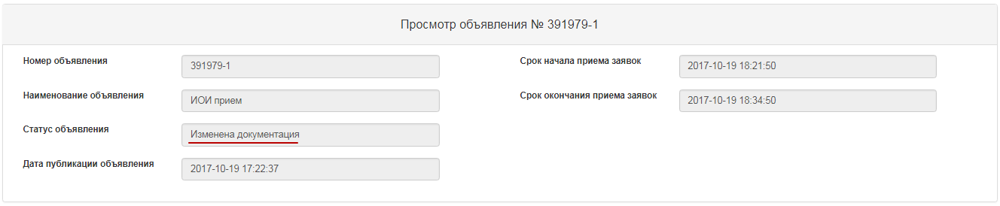 Просмотр объявления № 391979-1
Номер объявления
391979-1
Наименование объявления
ИОИ прием
Статус объявления
Изменена документация
Дата публикации объявления
2017-10-19 17:22:37
Срок начала приема заявок
2017-10-19 18:21:50
Срок окончания приема заявок
2017-10-19 18:34:50